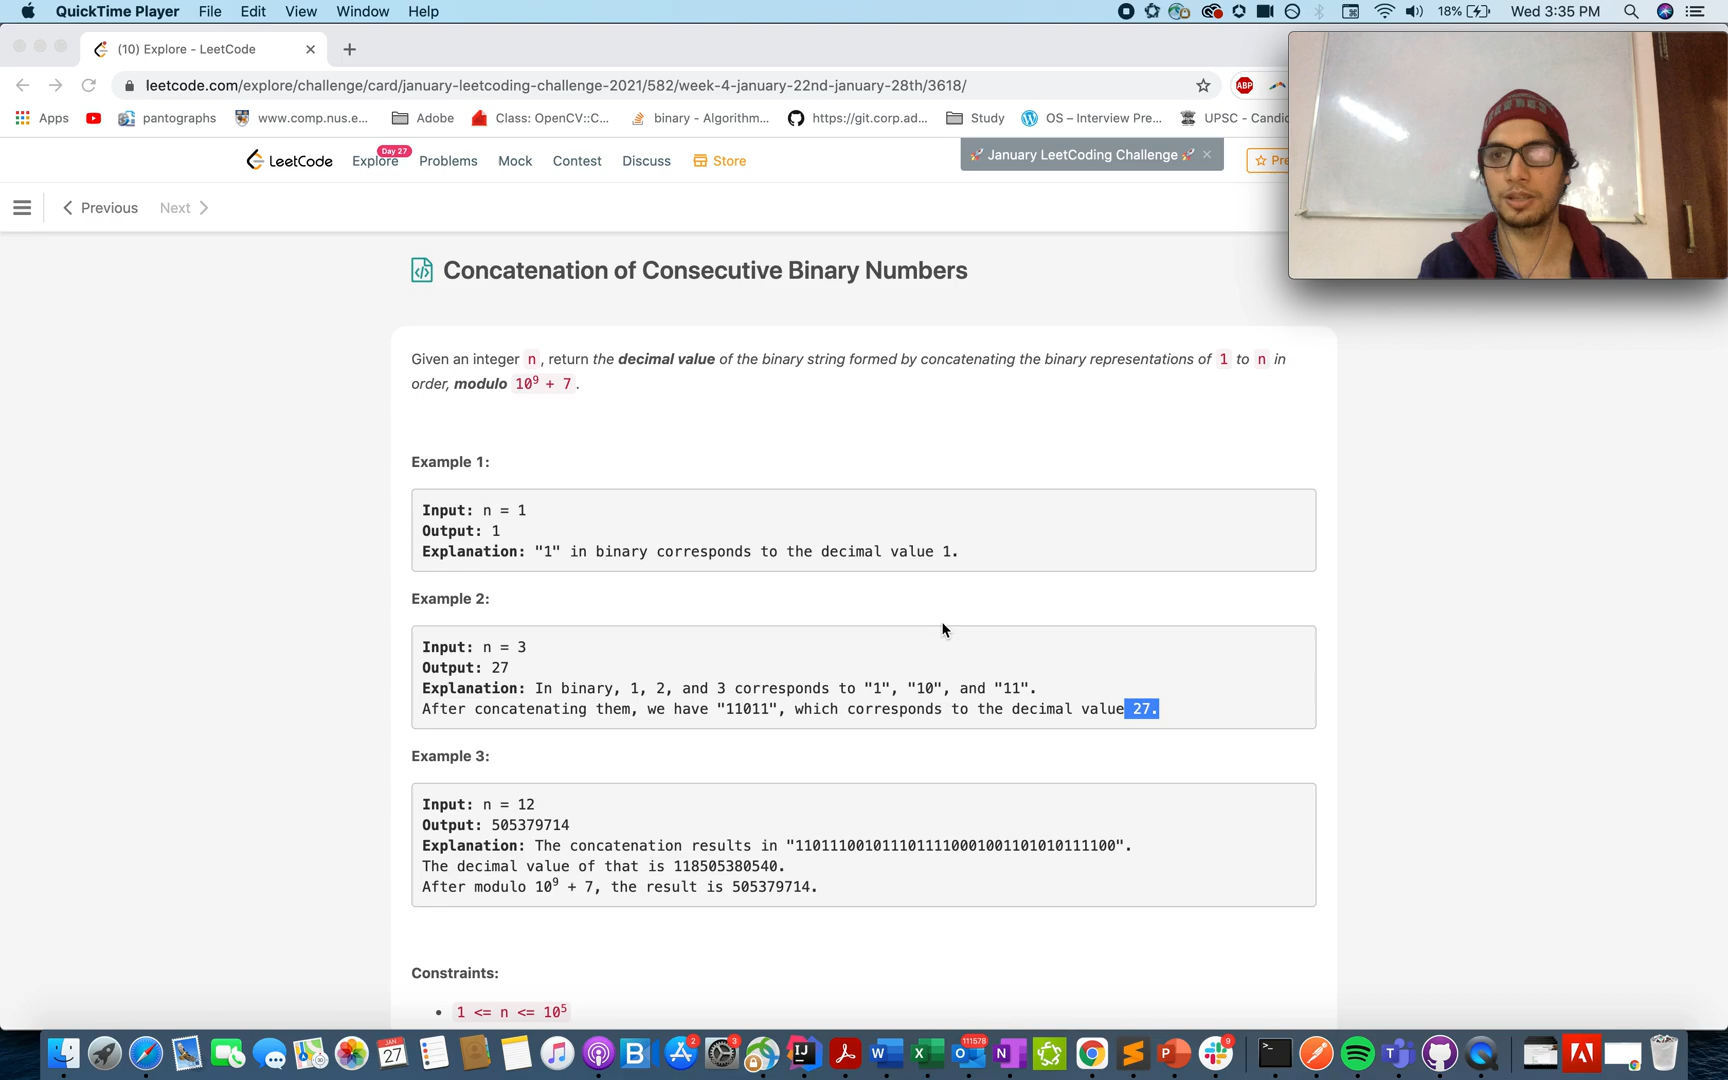 QuickTime Player File Edit View Window Help 18% Wed 3:35 PM
(10) Explore - LeetCode
leetcode.com/explore/challenge/card/january-leetcoding-challenge-2021/582/week-4-january-22nd-january-28th/3618/ ABP
Apps pantographs www.comp.nus.e... Adobe Class: OpenCV::C... binary - Algorithm... https://git.corp.ad... Study OS – Interview Pre... UPSC - Candic
LeetCode Explore Day 27 Problems Mock Contest Discuss Store January LeetCoding Challenge Pre
Previous Next
Concatenation of Consecutive Binary Numbers
Given an integer n, return the decimal value of the binary string formed by concatenating the binary representations of 1 to n in
order, modulo 10⁹ + 7.
Example 1:
Input: n = 1
Output: 1
Explanation: "1" in binary corresponds to the decimal value 1.
Example 2:
Input: n = 3
Output: 27
Explanation: In binary, 1, 2, and 3 corresponds to "1", "10", and "11".
After concatenating them, we have "11011", which corresponds to the decimal value 27.
Example 3:
Input: n = 12
Output: 505379714
Explanation: The concatenation results in "1101110010111011110001001101010111100".
The decimal value of that is 118505380540.
After modulo 10⁹ + 7, the result is 505379714.
Constraints:
1 <= n <= 10⁵
JAN 27 2 3 111578 9